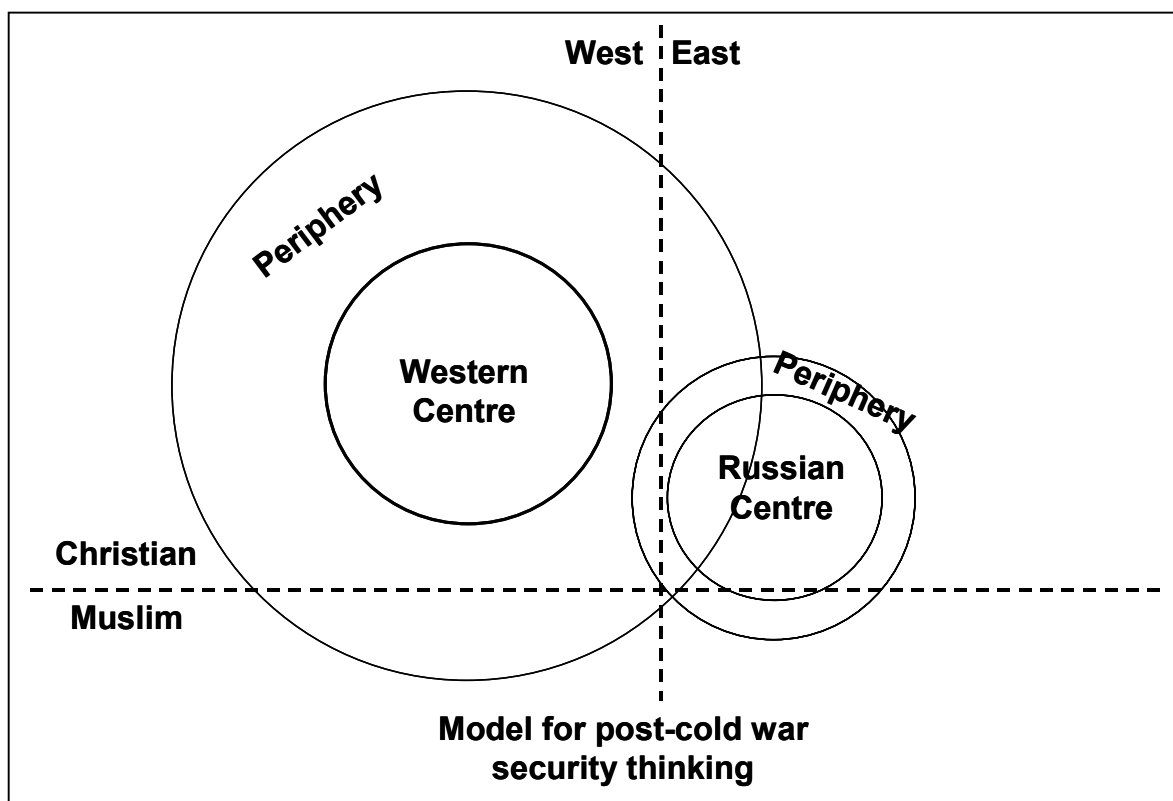 West East
Periphery
Periphery
Western
Centre
Russian
Centre
Christian
Muslim
Model for post-cold war
security thinking